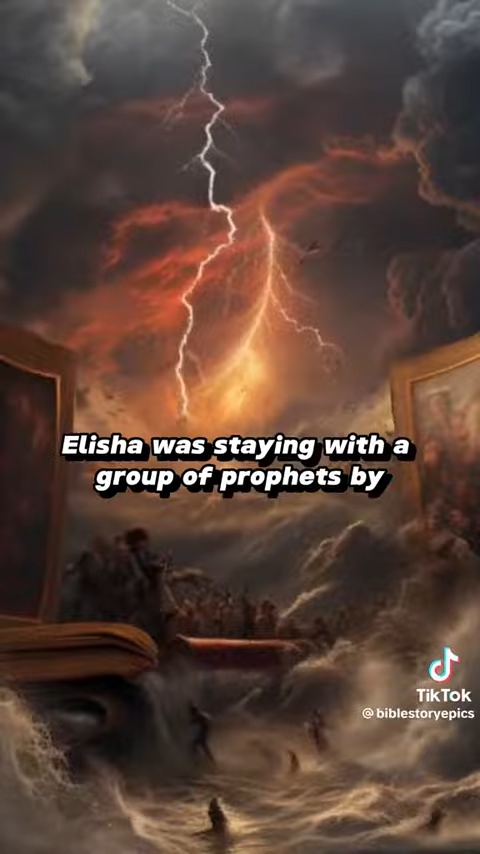 Elisha was staying with a
group of prophets by
TikTok
@biblestoryepics